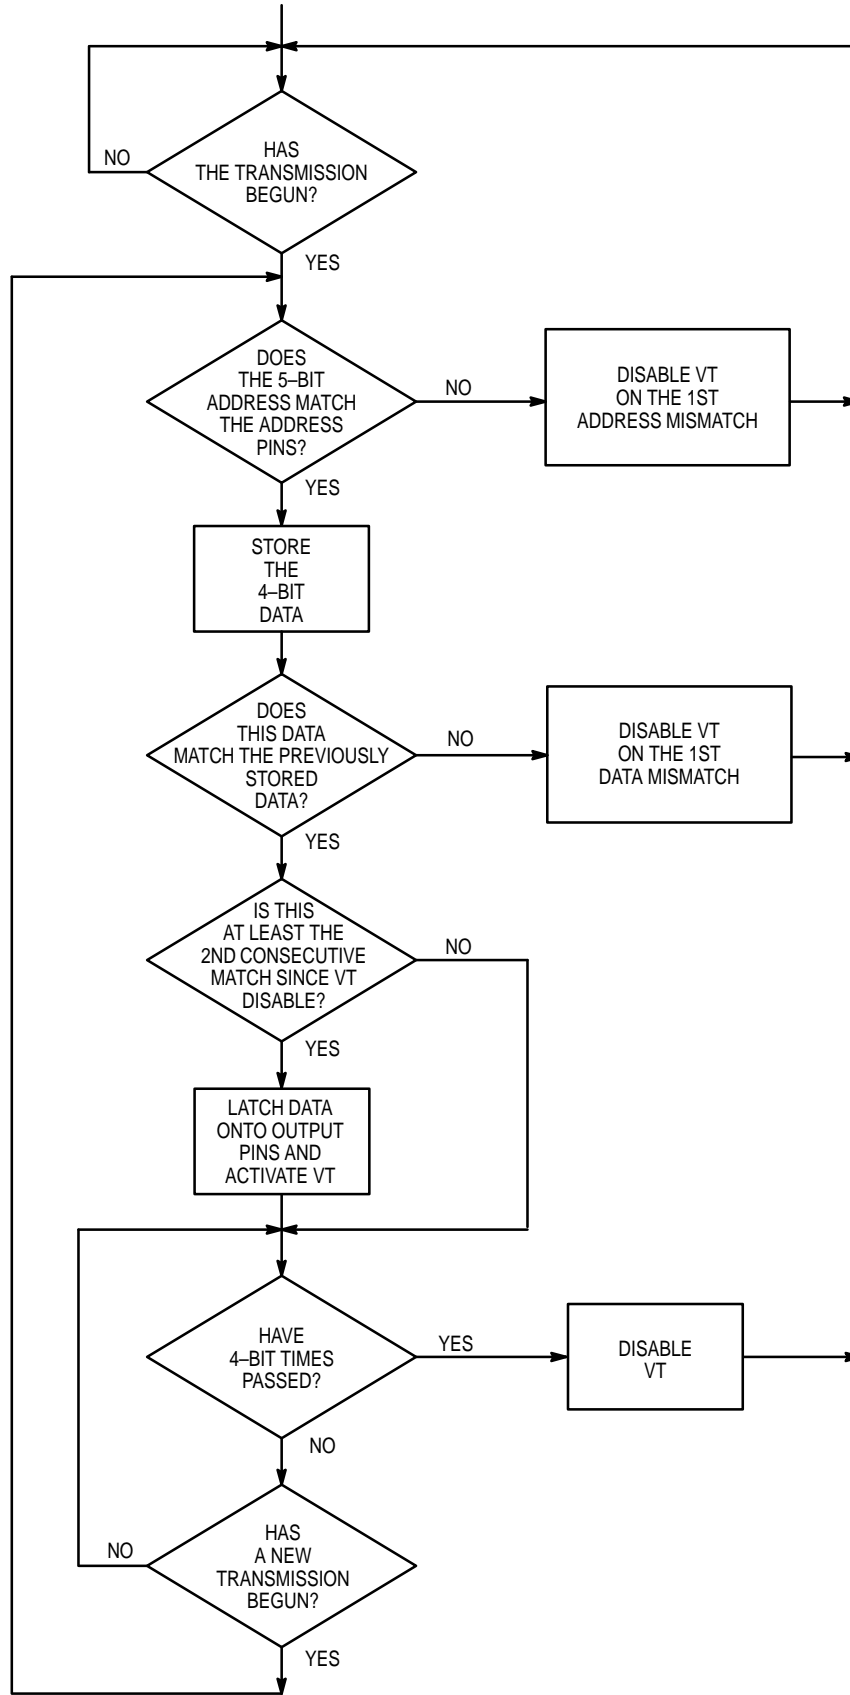 HAS
THE TRANSMISSION
BEGUN?
NO
YES
DOES
THE 5–BIT
ADDRESS MATCH
THE ADDRESS
PINS?
NO
DISABLE VT
ON THE 1ST
ADDRESS MISMATCH
YES
STORE
THE
4–BIT
DATA
DOES
THIS DATA
MATCH THE PREVIOUSLY
STORED
DATA?
NO
DISABLE VT
ON THE 1ST
DATA MISMATCH
YES
IS THIS
AT LEAST THE
2ND CONSECUTIVE
MATCH SINCE VT
DISABLE?
NO
YES
LATCH DATA
ONTO OUTPUT
PINS AND
ACTIVATE VT
HAVE
4–BIT TIMES
PASSED?
YES
DISABLE
VT
NO
HAS
A NEW
TRANSMISSION
BEGUN?
NO
YES